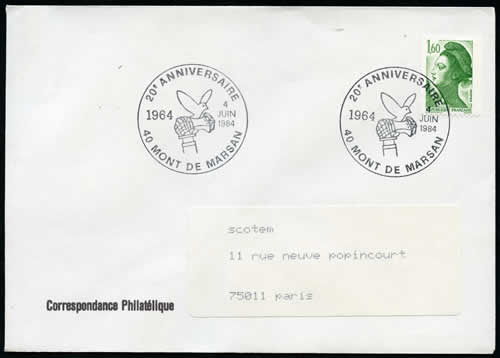 20e ANNIVERSAIRE
1964
4
JUIN
1984
40 MONT DE MARSAN
20e ANNIVERSAIRE
1964
4
JUIN
1984
40 MONT DE MARSAN
1,60
scotem
11 rue neuve popincourt
75011 paris
Correspondance Philatélique